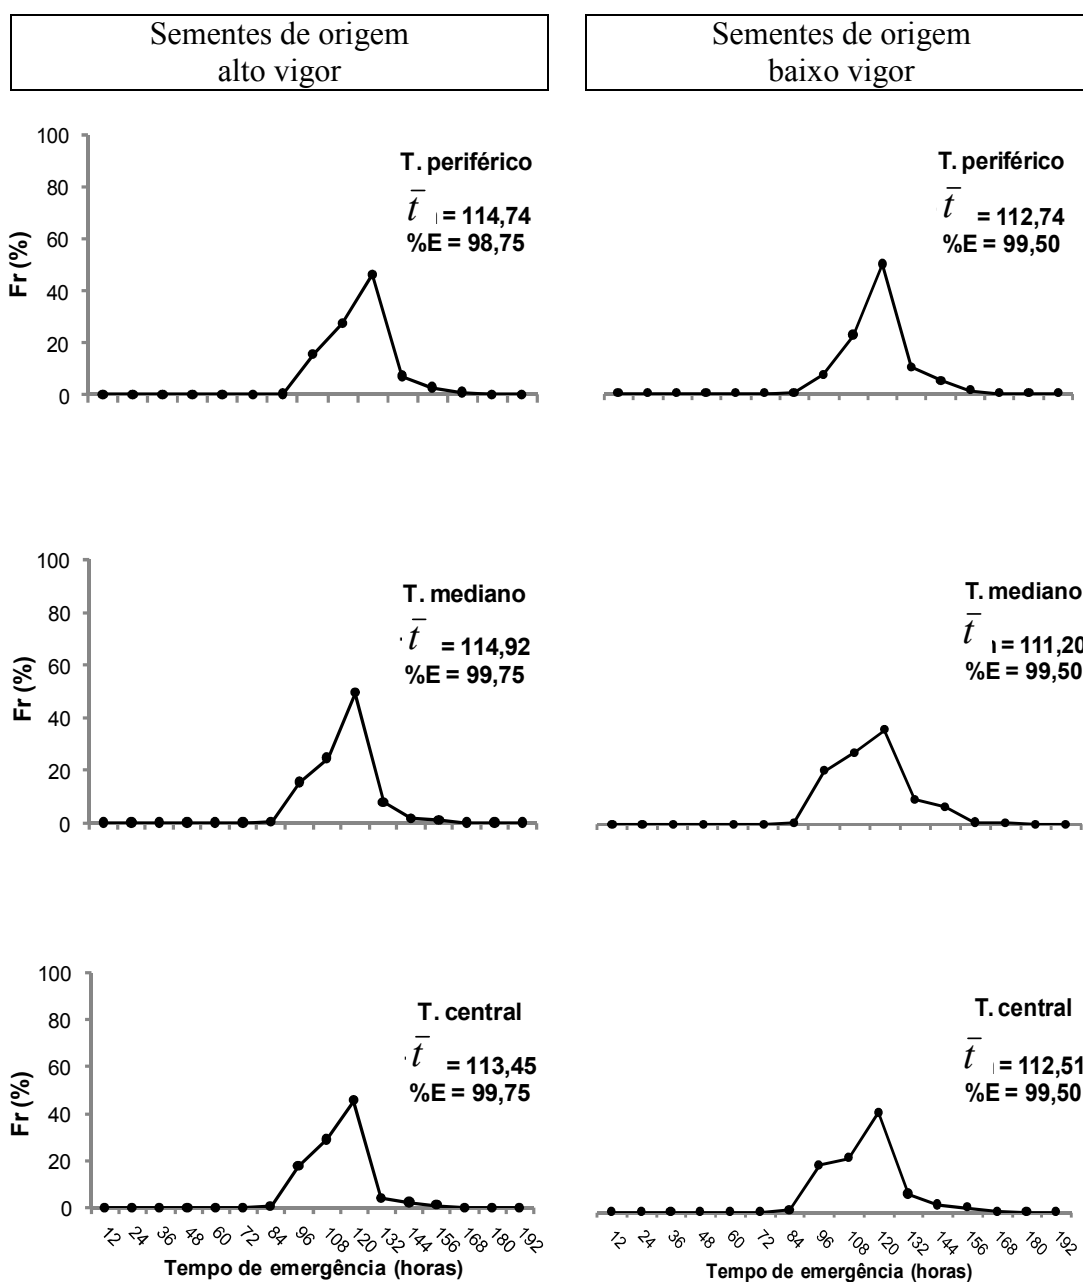 Sementes de origem
alto vigor
Sementes de origem
baixo vigor
100
80
60
40
20
0
Fr (%)
T. periférico
t̅ = 114,74
%E = 98,75
T. periférico
t̅ = 112,74
%E = 99,50
100
80
60
40
20
0
Fr (%)
T. mediano
t̅ = 114,92
%E = 99,75
T. mediano
t̅ = 111,20
%E = 99,50
100
80
60
40
20
0
Fr (%)
T. central
t̅ = 113,45
%E = 99,75
12 24 36 48 60 72 84 96 108 120 132 144 156 168 180 192
Tempo de emergência (horas)
T. central
t̅ = 112,51
%E = 99,50
12 24 36 48 60 72 84 96 108 120 132 144 156 168 180 192
Tempo de emergência (horas)